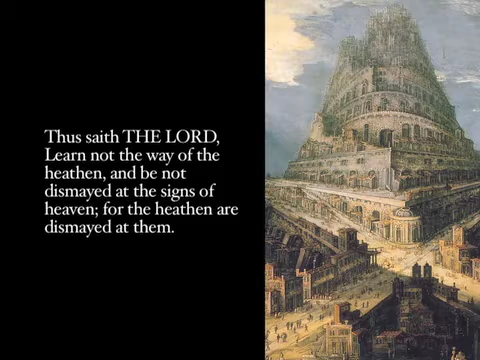 Thus saith THE LORD,
Learn not the way of the
heathen, and be not
dismayed at the signs of
heaven; for the heathen are
dismayed at them.